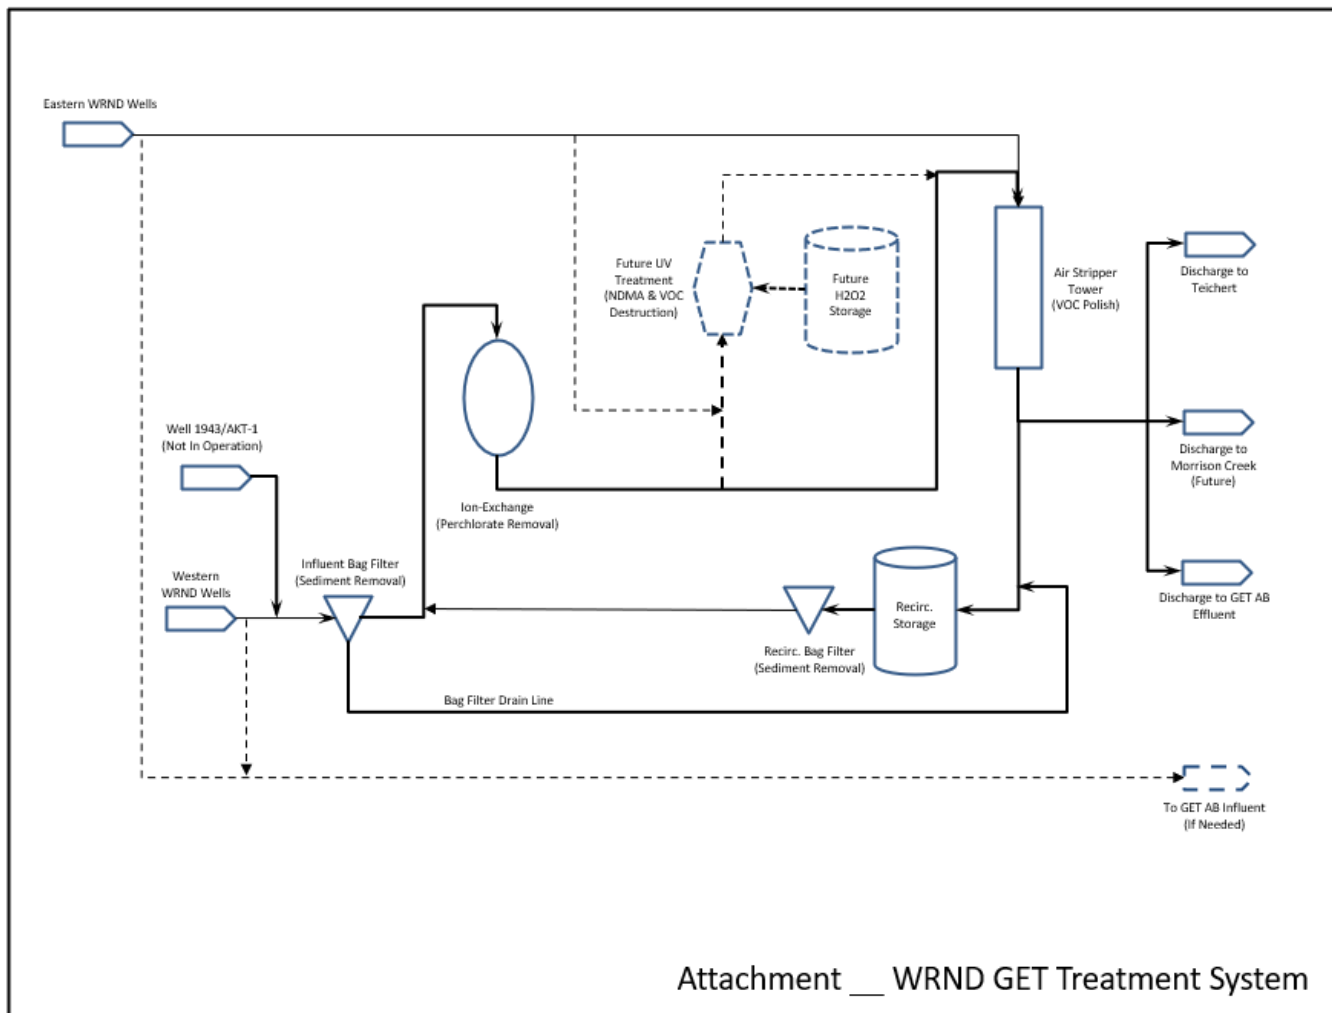 Eastern WRND Wells
Future UV
Treatment
(NDMA & VOC
Destruction)
Future
H2O2
Storage
Air Stripper
Tower
(VOC Polish)
Discharge to
Teichert
Well 1943/AKT-1
(Not In Operation)
Discharge to
Morrison Creek
(Future)
Ion-Exchange
(Perchlorate Removal)
Influent Bag Filter
(Sediment Removal)
Western
WRND Wells
Recirc.
Storage
Discharge to GET AB
Effluent
Recirc. Bag Filter
(Sediment Removal)
Bag Filter Drain Line
To GET AB Influent
(If Needed)
Attachment __ WRND GET Treatment System